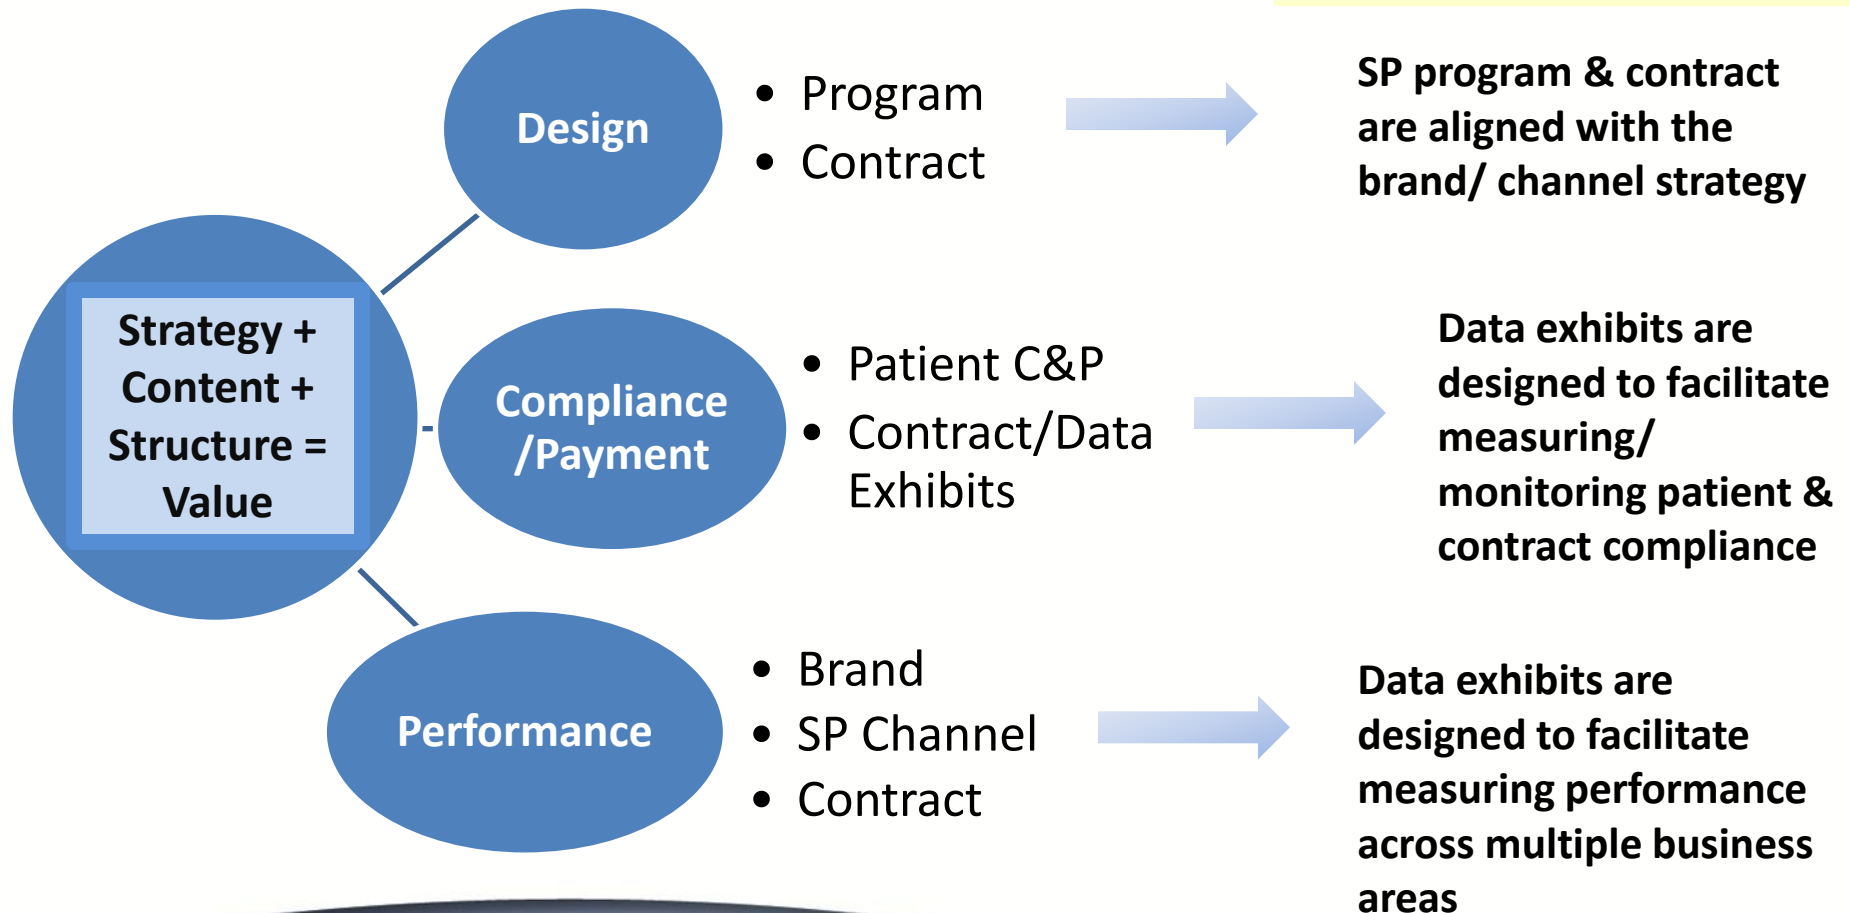 Strategy +
Content +
Structure =
Value
Design
• Program
• Contract
SP program & contract
are aligned with the
brand/ channel strategy
Compliance
/Payment
• Patient C&P
• Contract/Data
Exhibits
Data exhibits are
designed to facilitate
measuring/
monitoring patient &
contract compliance
Performance
• Brand
• SP Channel
• Contract
Data exhibits are
designed to facilitate
measuring performance
across multiple business
areas